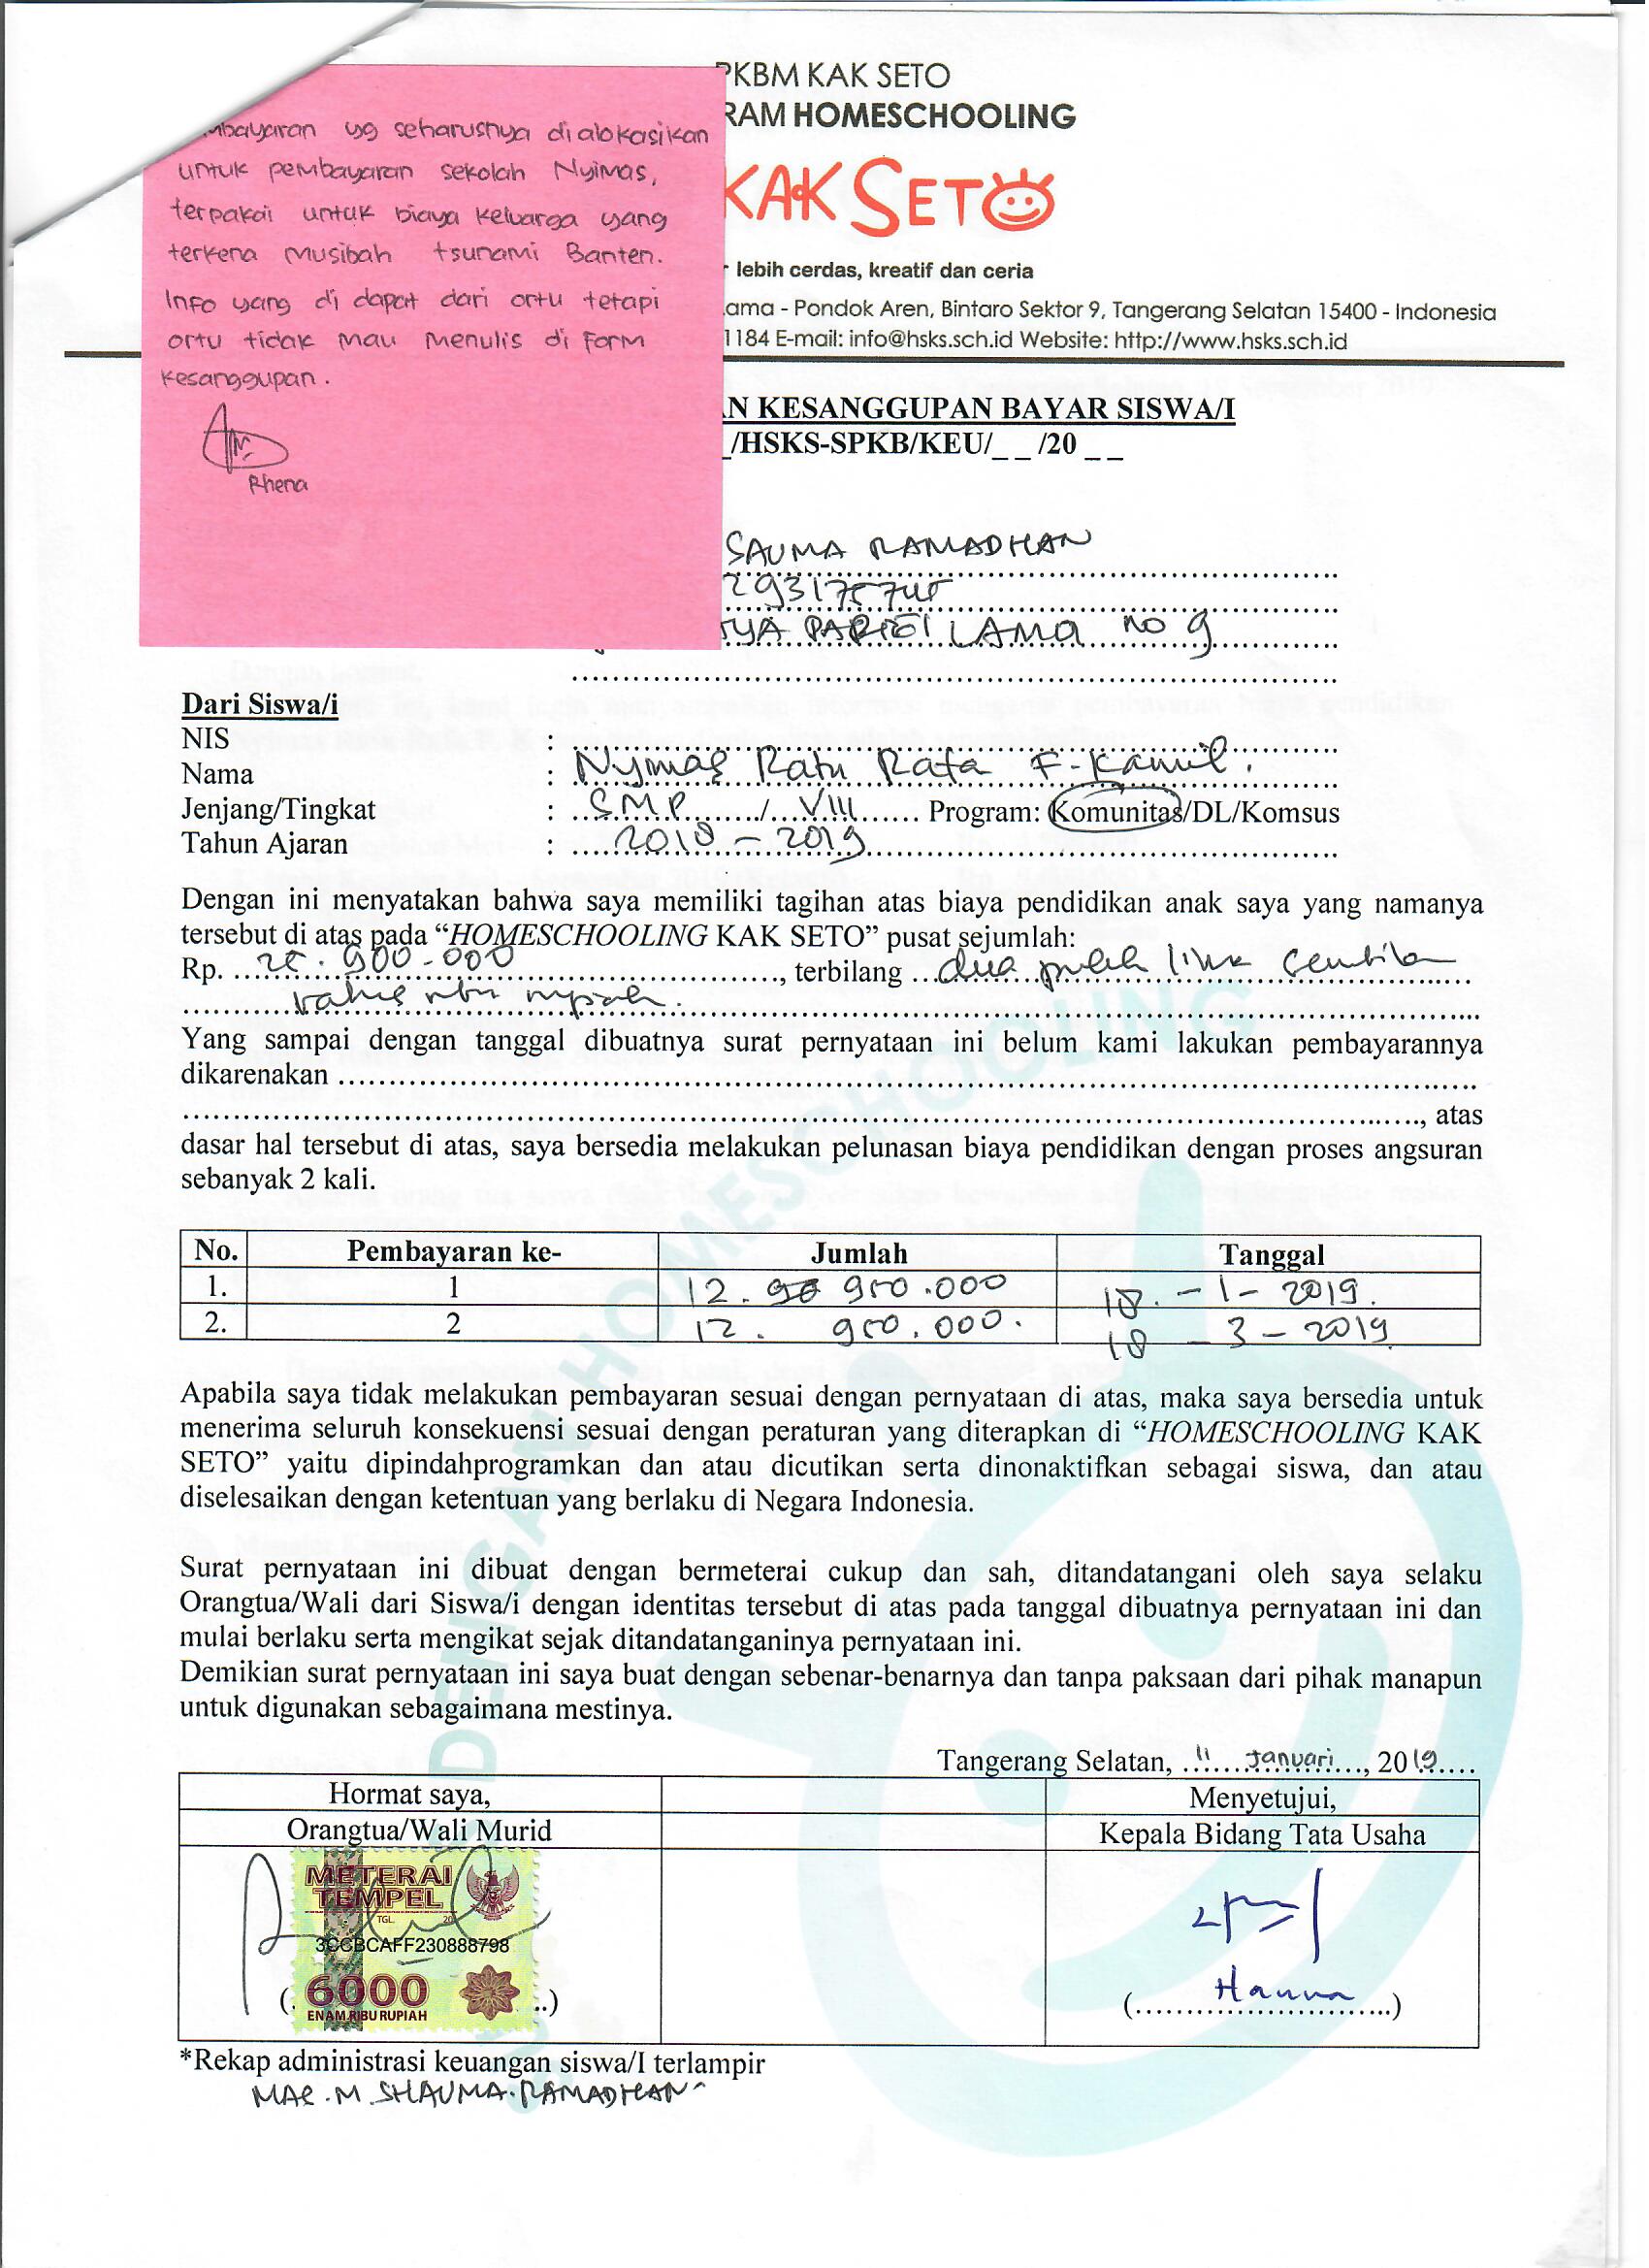 PKBM KAK SETO
RAM HOMESCHOOLING
KAK SETO
lebih cerdas, kreatif dan ceria
ama - Pondok Aren, Bintaro Sektor 9, Tangerang Selatan 15400 - Indonesia
1184 E-mail: info@hsks.sch.id Website: http://www.hsks.sch.id
mbayaran yg seharusnya di alokasikan
untuk pembayaran sekolah Nyimas,
terpakai untuk biaya keluarga yang
terkena musibah tsunami Banten.
Info yang di dapat dari ortu tetapi
ortu tidak mau menulis di form
kesanggupan.
Rhena
N KESANGGUPAN BAYAR SISWA/I
_/HSKS-SPKB/KEU/_ _ /20 _ _
SAUMA RAMADHAN
YA PARIGI LAMA no 9
Dari Siswa/i
NIS :
Nama : Nyimas Ratu Rafa F. Kamil.
Jenjang/Tingkat : SMP / VIII Program: Komunitas/DL/Komsus
Tahun Ajaran : 2018 - 2019
Dengan ini menyatakan bahwa saya memiliki tagihan atas biaya pendidikan anak saya yang namanya
tersebut di atas pada “HOMESCHOOLING KAK SETO” pusat sejumlah:
Rp. 25.900.000, terbilang dua puluh lima sembilan
ratus ribu rupiah.
Yang sampai dengan tanggal dibuatnya surat pernyataan ini belum kami lakukan pembayarannya
dikarenakan
, atas
dasar hal tersebut di atas, saya bersedia melakukan pelunasan biaya pendidikan dengan proses angsuran
sebanyak 2 kali.
No. Pembayaran ke- Jumlah Tanggal
1. 1 12. 950.000 18 - 1 - 2019.
2. 2 12. 950.000. 18 - 3 - 2019
Apabila saya tidak melakukan pembayaran sesuai dengan pernyataan di atas, maka saya bersedia untuk
menerima seluruh konsekuensi sesuai dengan peraturan yang diterapkan di “HOMESCHOOLING KAK
SETO” yaitu dipindahprogramkan dan atau dicutikan serta dinonaktifkan sebagai siswa, dan atau
diselesaikan dengan ketentuan yang berlaku di Negara Indonesia.
Surat pernyataan ini dibuat dengan bermeterai cukup dan sah, ditandatangani oleh saya selaku
Orangtua/Wali dari Siswa/i dengan identitas tersebut di atas pada tanggal dibuatnya pernyataan ini dan
mulai berlaku serta mengikat sejak ditandatanganinya pernyataan ini.
Demikian surat pernyataan ini saya buat dengan sebenar-benarnya dan tanpa paksaan dari pihak manapun
untuk digunakan sebagaimana mestinya.
Tangerang Selatan, 11 Januari, 2019
Hormat saya, Menyetujui,
Orangtua/Wali Murid Kepala Bidang Tata Usaha
METERAI
TEMPEL
TGL. 20
3CCBCAFF230888798
6000
ENAM RIBU RUPIAH
Hanna
*Rekap administrasi keuangan siswa/I terlampir
MAS.M.SHAUMA.RAMADHAN
DENGAN HOMESCHOOLING